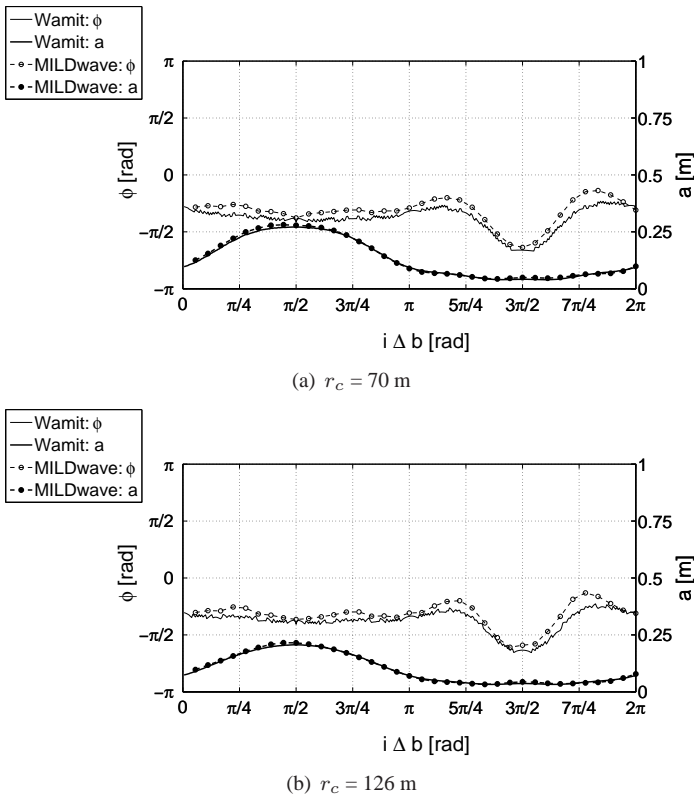 Wamit: ϕ
Wamit: a
MILDwave: ϕ
MILDwave: a
π
π/2
0
−π/2
−π
ϕ [rad]
1
0.75
0.5
0.25
0
a [m]
0 π/4 π/2 3π/4 π 5π/4 3π/2 7π/4 2π
i Δ b [rad]
(a) r_c = 70 m
Wamit: ϕ
Wamit: a
MILDwave: ϕ
MILDwave: a
π
π/2
0
−π/2
−π
ϕ [rad]
1
0.75
0.5
0.25
0
a [m]
0 π/4 π/2 3π/4 π 5π/4 3π/2 7π/4 2π
i Δ b [rad]
(b) r_c = 126 m